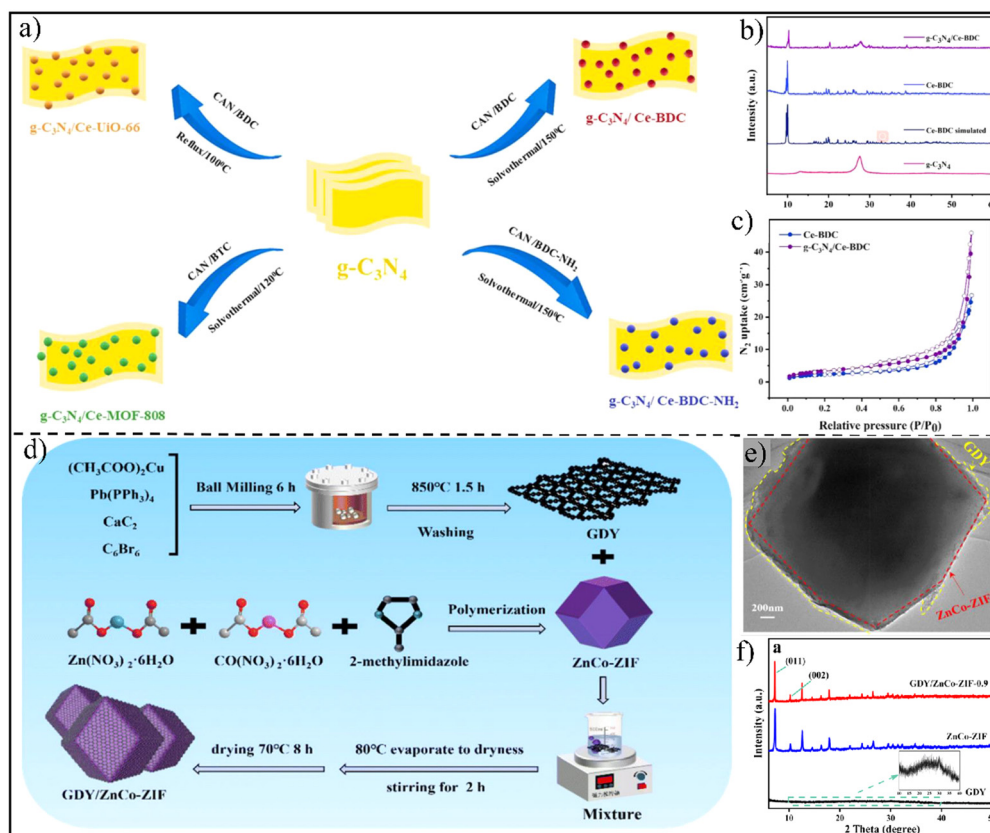 a)
CAN/BDC
Reflux/100⁰C
g-C₃N₄/Ce-UiO-66
CAN/BDC
Solvothermal/150⁰C
g-C₃N₄/ Ce-BDC
g-C₃N₄
CAN/BTC
Solvothermal/120⁰C
g-C₃N₄/Ce-MOF-808
CAN/BDC-NH₂
Solvothermal/150⁰C
g-C₃N₄/ Ce-BDC-NH₂
b)
Intensity (a.u.)
g-C₃N₄/Ce-BDC
Ce-BDC
Ce-BDC simulated
g-C₃N₄
10 20 30 40 50 60
c)
Ce-BDC
g-C₃N₄/Ce-BDC
N₂ uptake (cm³g⁻¹)
50
40
30
20
10
0
0.0 0.2 0.4 0.6 0.8 1.0
Relative pressure (P/P₀)
d)
(CH₃COO)₂Cu
Pb(PPh₃)₄
CaC₂
C₆Br₆
Ball Milling 6 h
850°C 1.5 h
Washing
GDY
+
Zn(NO₃)₂·6H₂O
+
CO(NO₃)₂·6H₂O
+
2-methylimidazole
Polymerization
ZnCo-ZIF
Mixture
80°C evaporate to dryness
stirring for 2 h
drying 70°C 8 h
GDY/ZnCo-ZIF
e)
GDY
ZnCo-ZIF
200nm
f)
a
Intensity (a.u.)
(011)
(002)
GDY/ZnCo-ZIF-0.9
ZnCo-ZIF
GDY
10 20 30 40 50
2 Theta (degree)